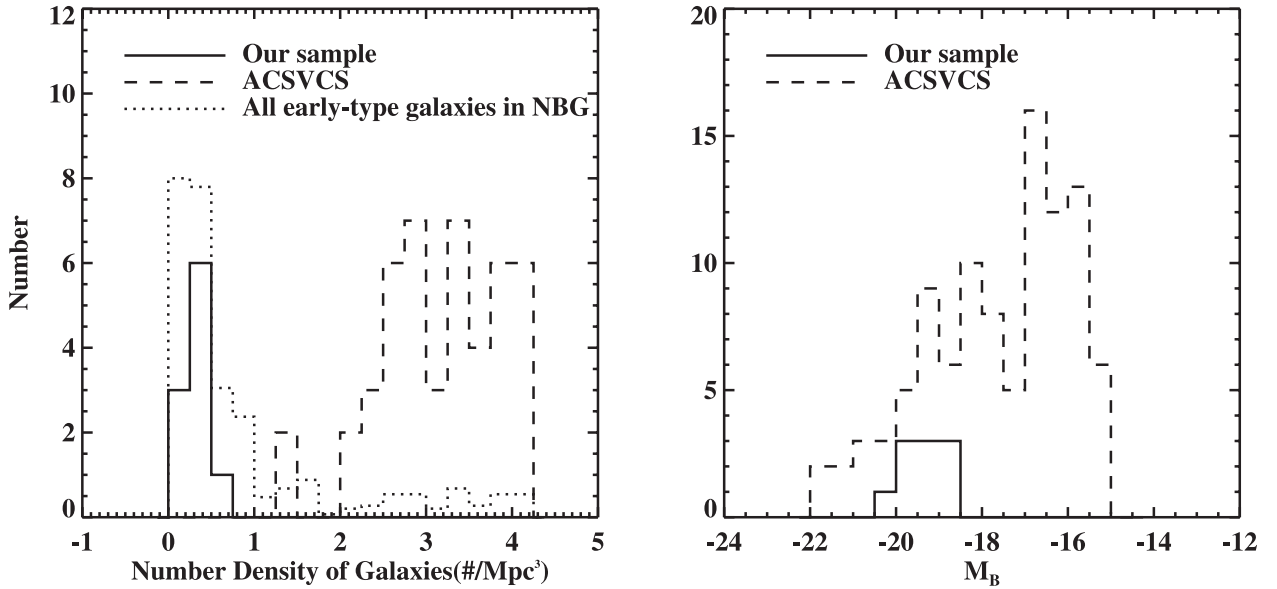 12
10
8
6
4
2
0
Number
Our sample
ACSVCS
All early-type galaxies in NBG
-1 0 1 2 3 4 5
Number Density of Galaxies(#/Mpc³)
20
15
10
5
0
Our sample
ACSVCS
-24 -22 -20 -18 -16 -14 -12
M_B